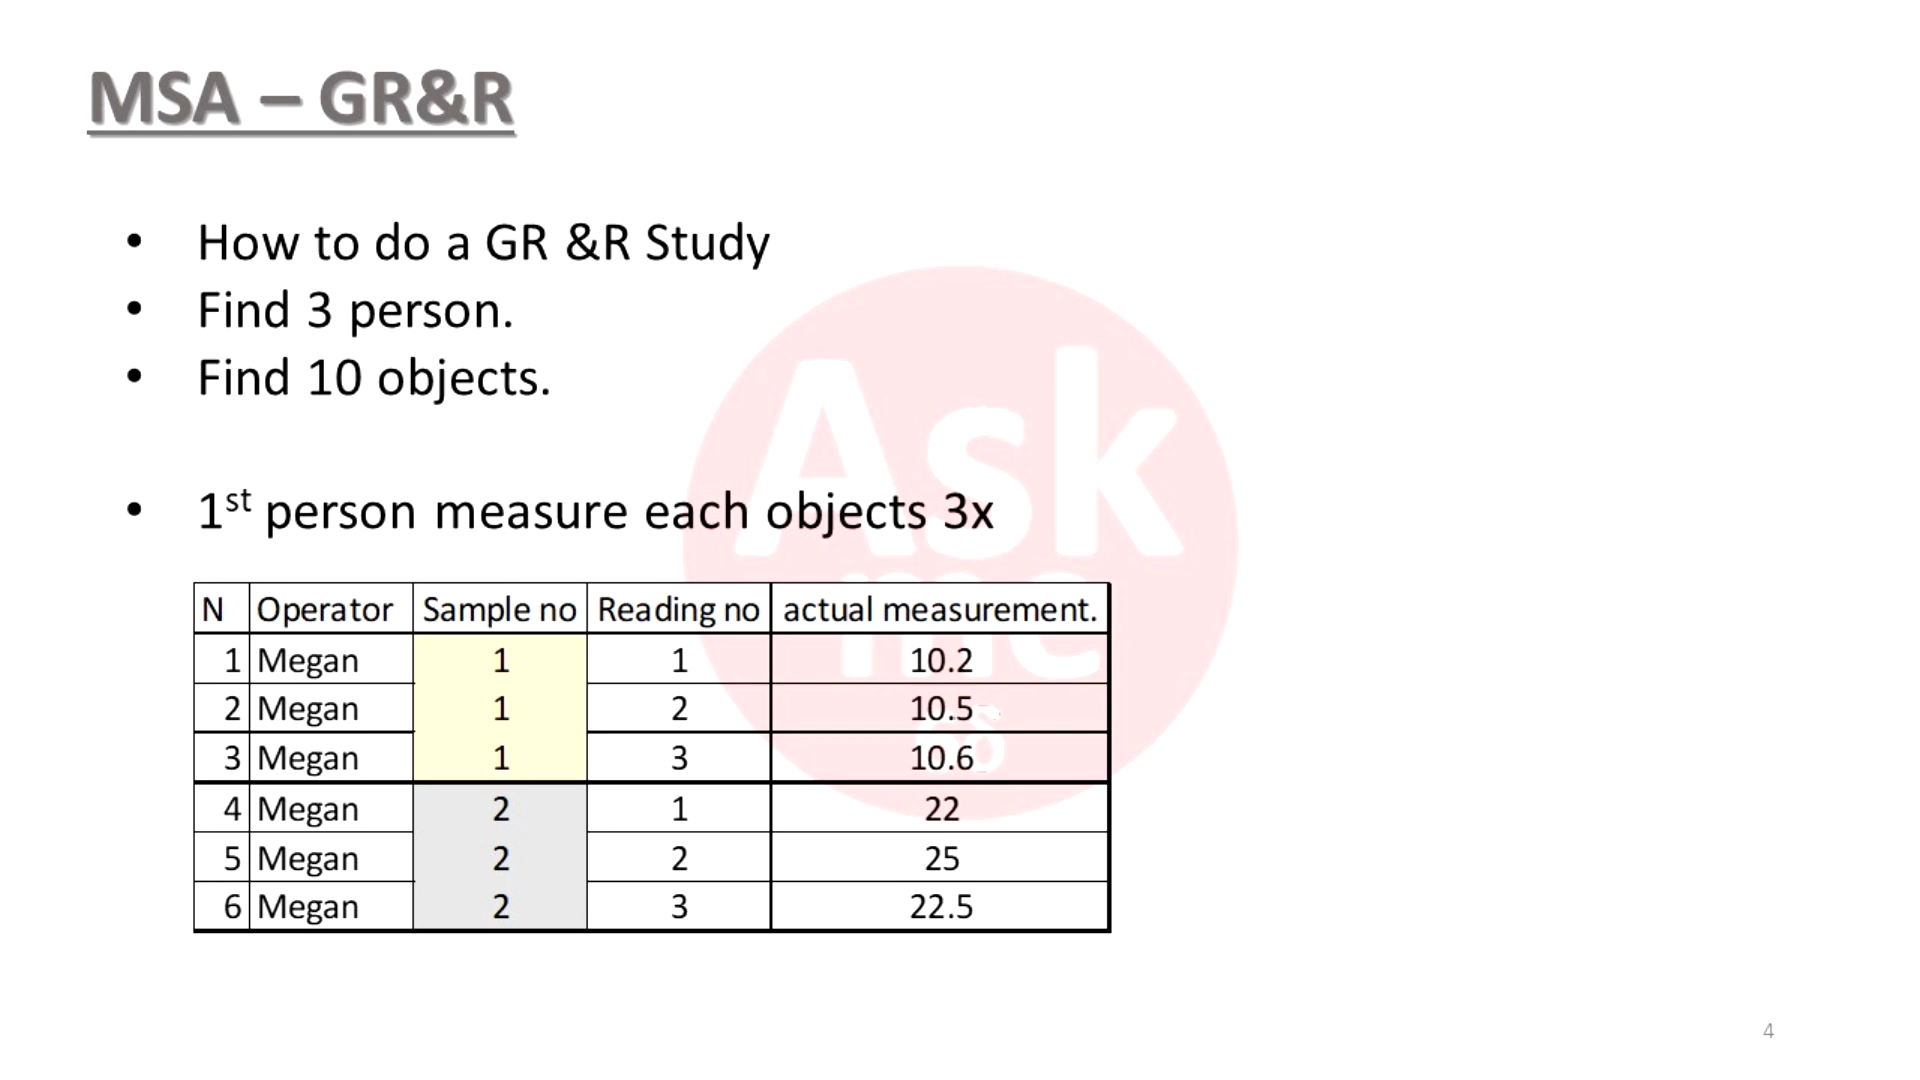 MSA – GR&R
• How to do a GR &R Study
• Find 3 person.
• Find 10 objects.
• 1st person measure each objects 3x
Ask
me
N Operator Sample no Reading no actual measurement.
1 Megan 1 1 10.2
2 Megan 1 2 10.5
3 Megan 1 3 10.6
4 Megan 2 1 22
5 Megan 2 2 25
6 Megan 2 3 22.5
4